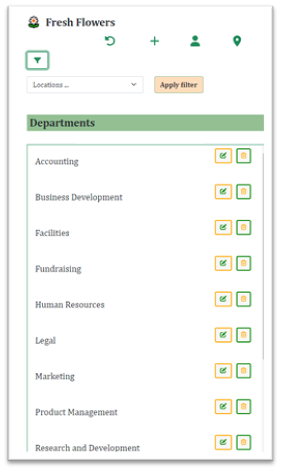 Fresh Flowers
Locations ...
Apply filter
Departments
Accounting
Business Development
Facilities
Fundraising
Human Resources
Legal
Marketing
Product Management
Research and Development